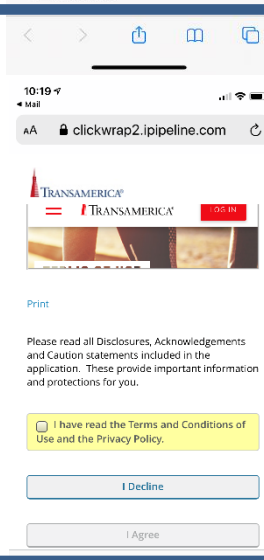 10:19
Mail
AA clickwrap2.ipipeline.com
TRANSAMERICA®
TRANSAMERICA® LOG IN
Print
Please read all Disclosures, Acknowledgements
and Caution statements included in the
application. These provide important information
and protections for you.
I have read the Terms and Conditions of
Use and the Privacy Policy.
I Decline
I Agree